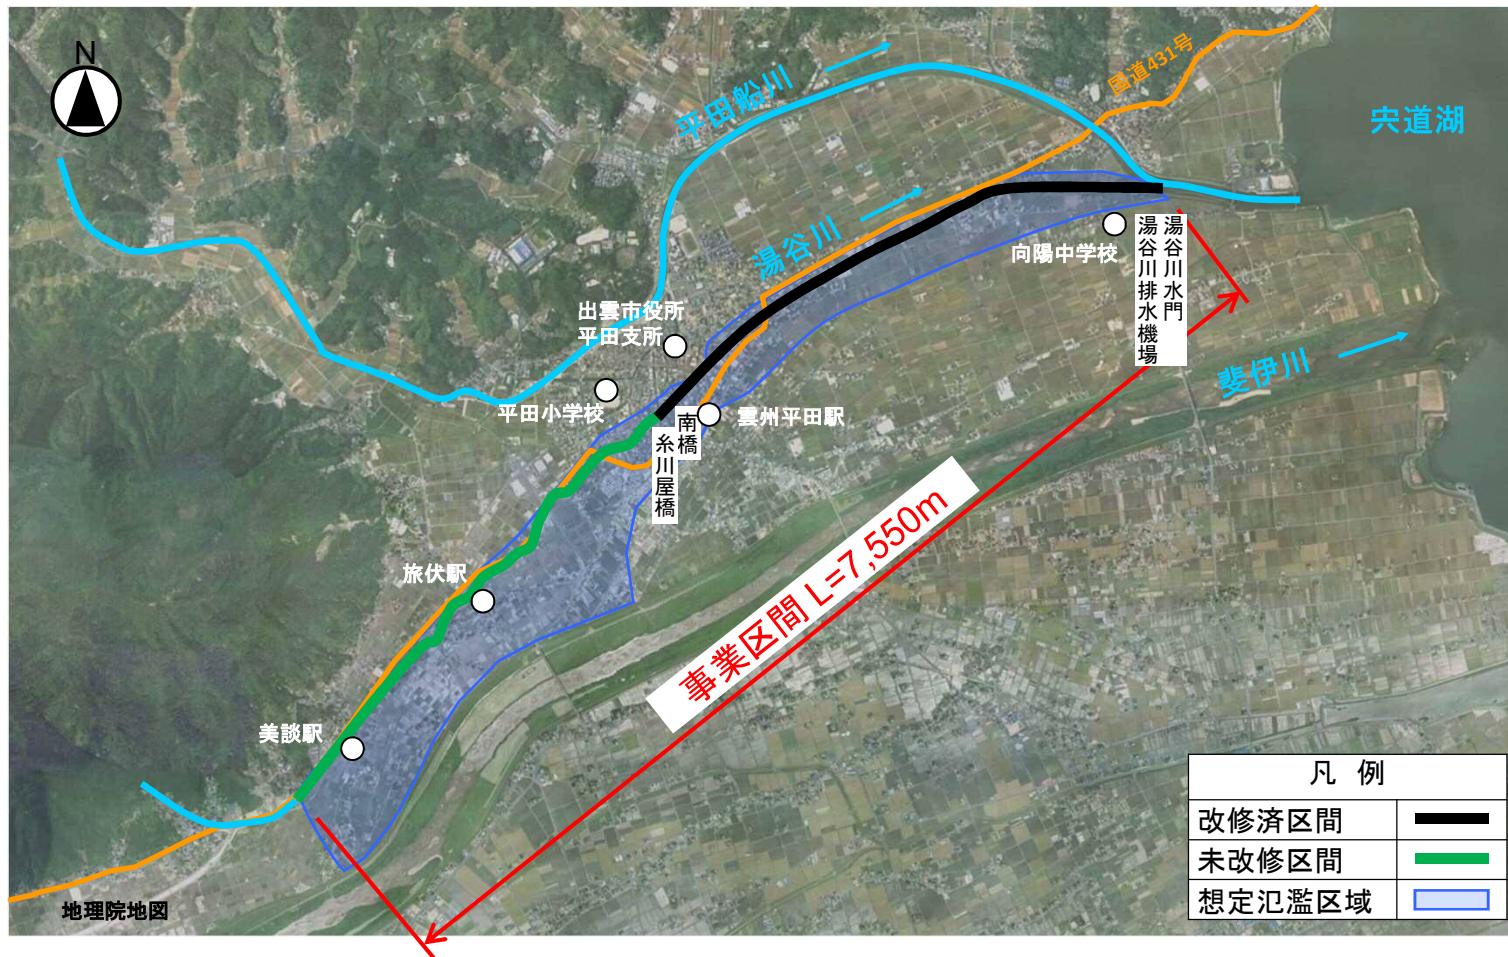 N
国道431号
平田船川
宍道湖
湯谷川
向陽中学校
湯谷川水門
湯谷川排水機場
出雲市役所
平田支所
斐伊川
平田小学校
南橋
雲州平田駅
糸川屋橋
事業区間 L=7,550m
旅伏駅
美談駅
地理院地図
凡 例
改修済区間
未改修区間
想定氾濫区域